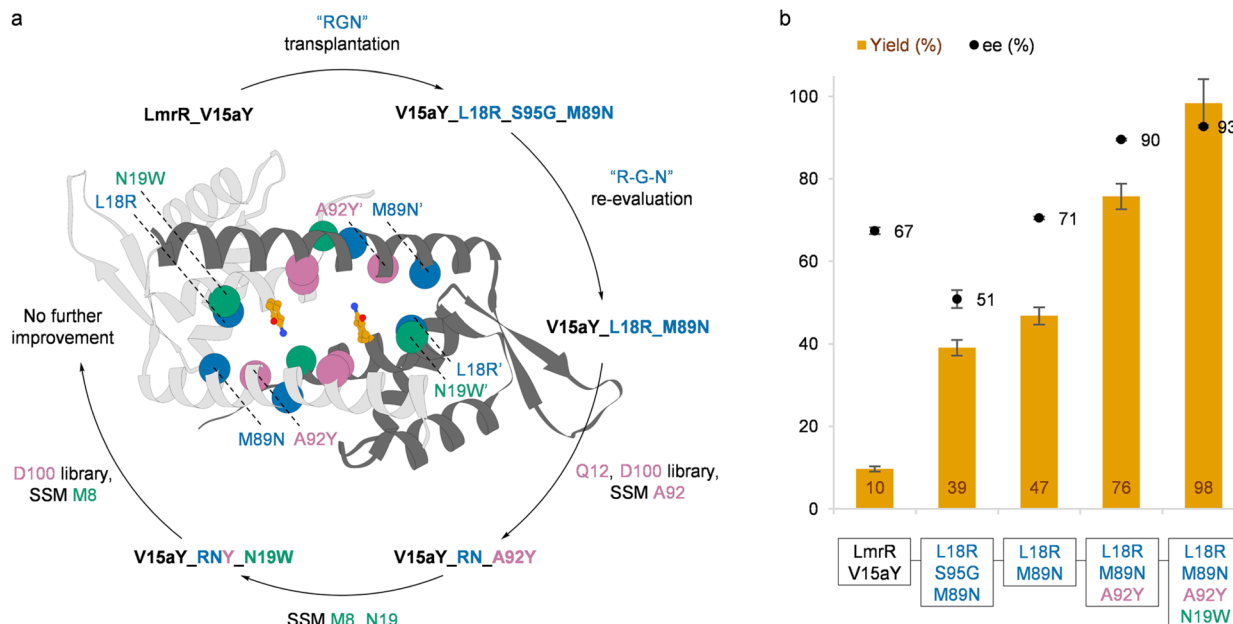 a
"RGN"
transplantation
LmrR_V15aY
V15aY_L18R_S95G_M89N
N19W
L18R
A92Y' M89N'
"R-G-N"
re-evaluation
No further
improvement
V15aY_L18R_M89N
L18R'
N19W'
M89N A92Y
D100 library,
SSM M8
Q12, D100 library,
SSM A92
V15aY_RNY_N19W
V15aY_RN_A92Y
SSM M8, N19
b
Yield (%)
ee (%)
100
80
60
40
20
0
67
51
71
90
93
10
39
47
76
98
LmrR
V15aY
L18R
S95G
M89N
L18R
M89N
L18R
M89N
A92Y
L18R
M89N
A92Y
N19W